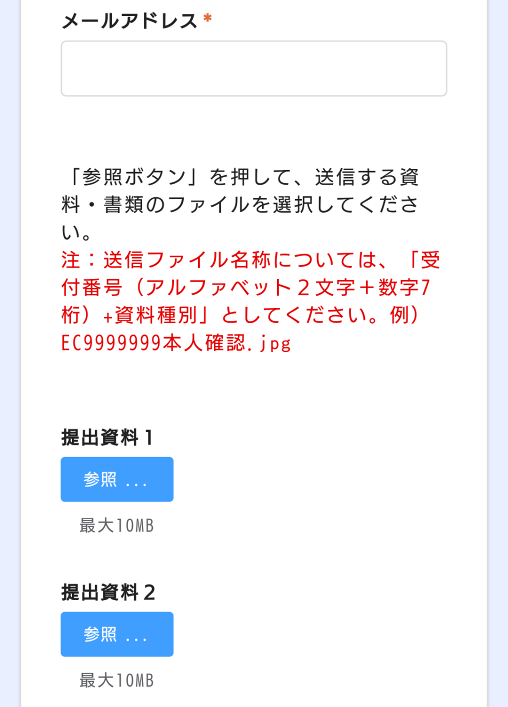 メールアドレス *
「参照ボタン」を押して、送信する資
料・書類のファイルを選択してくださ
い。
注：送信ファイル名称については、「受
付番号（アルファベット２文字＋数字7
桁）+資料種別」としてください。例）
EC9999999本人確認.jpg
提出資料１
参照 ...
最大10MB
提出資料２
参照 ...
最大10MB